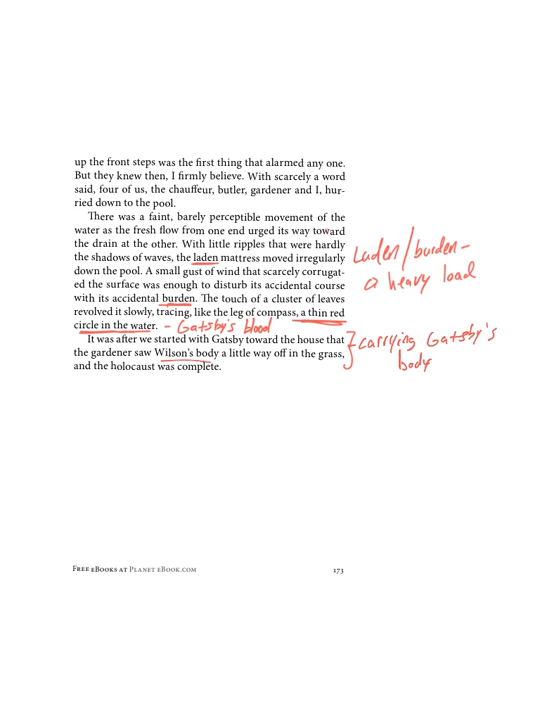 up the front steps was the first thing that alarmed any one.
But they knew then, I firmly believe. With scarcely a word
said, four of us, the chauffeur, butler, gardener and I, hur-
ried down to the pool.
There was a faint, barely perceptible movement of the
water as the fresh flow from one end urged its way toward
the drain at the other. With little ripples that were hardly
the shadows of waves, the laden mattress moved irregularly
down the pool. A small gust of wind that scarcely corrugat-
ed the surface was enough to disturb its accidental course
with its accidental burden. The touch of a cluster of leaves
revolved it slowly, tracing, like the leg of compass, a thin red
circle in the water. - Gatsby's blood
Laden/burden -
a heavy load
It was after we started with Gatsby toward the house that
the gardener saw Wilson's body a little way off in the grass,
and the holocaust was complete.
carrying Gatsby's
body
FREE EBOOKS AT PLANET EBOOK.COM
173